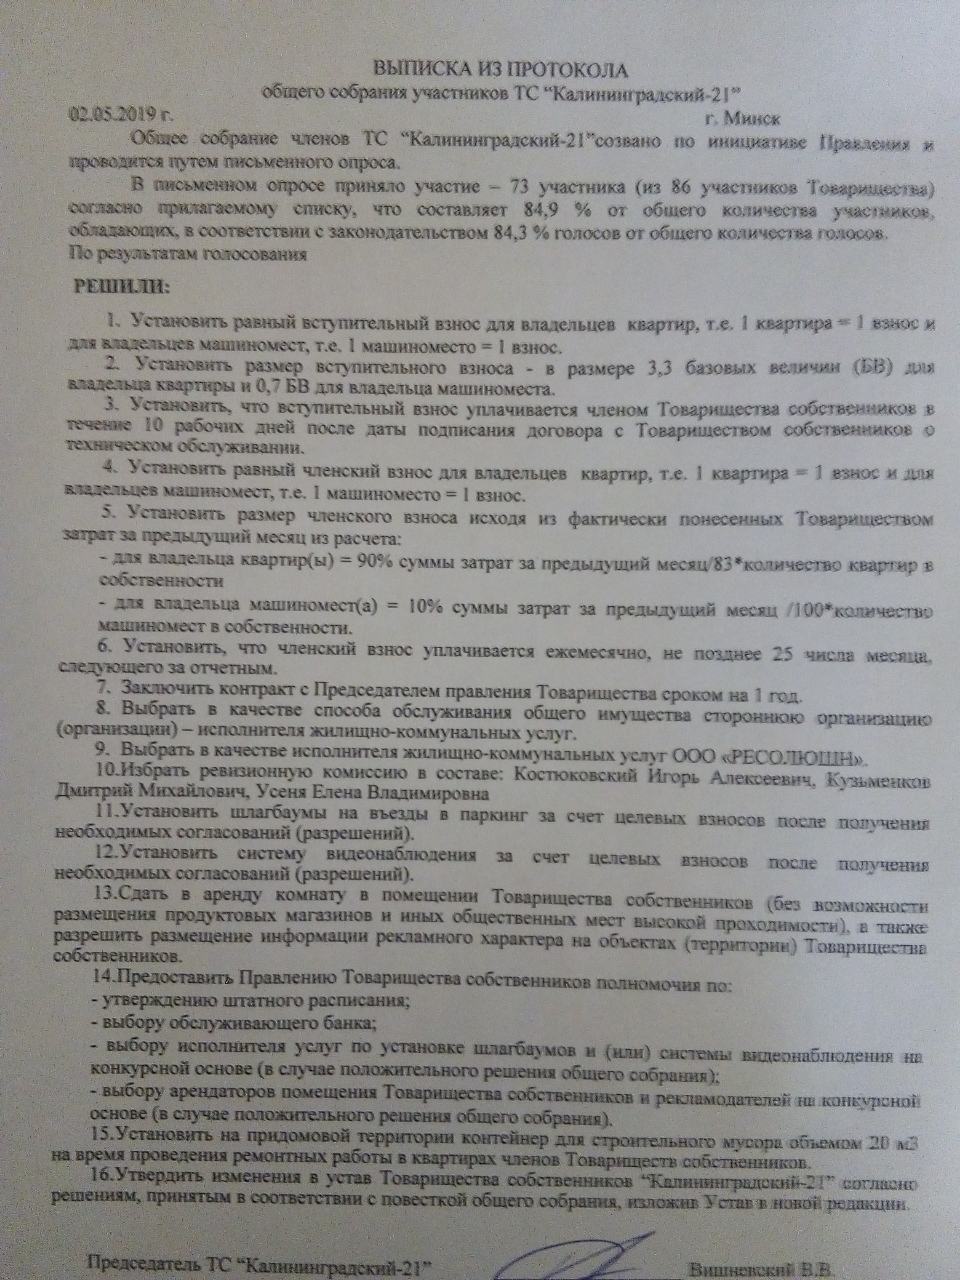 ВЫПИСКА ИЗ ПРОТОКОЛА
общего собрания участников ТС “Калининградский-21”
02.05.2019 г. г. Минск
Общее собрание членов ТС “Калининградский-21”созвано по инициативе Правления и
проводится путем письменного опроса.
В письменном опросе приняло участие – 73 участника (из 86 участников Товарищества)
согласно прилагаемому списку, что составляет 84,9 % от общего количества участников,
обладающих, в соответствии с законодательством 84,3 % голосов от общего количества голосов.
По результатам голосования
РЕШИЛИ:
1. Установить равный вступительный взнос для владельцев квартир, т.е. 1 квартира = 1 взнос и
для владельцев машиномест, т.е. 1 машиноместо = 1 взнос.
2. Установить размер вступительного взноса - в размере 3,3 базовых величин (БВ) для
владельца квартиры и 0,7 БВ для владельца машиноместа.
3. Установить, что вступительный взнос уплачивается членом Товарищества собственников в
течение 10 рабочих дней после даты подписания договора с Товариществом собственников о
техническом обслуживании.
4. Установить равный членский взнос для владельцев квартир, т.е. 1 квартира = 1 взнос и для
владельцев машиномест, т.е. 1 машиноместо = 1 взнос.
5. Установить размер членского взноса исходя из фактически понесенных Товариществом
затрат за предыдущий месяц из расчета:
- для владельца квартир(ы) = 90% суммы затрат за предыдущий месяц/83*количество квартир в
собственности
- для владельца машиномест(а) = 10% суммы затрат за предыдущий месяц /100*количество
машиномест в собственности.
6. Установить, что членский взнос уплачивается ежемесячно, не позднее 25 числа месяца,
следующего за отчетным.
7. Заключить контракт с Председателем правления Товарищества сроком на 1 год.
8. Выбрать в качестве способа обслуживания общего имущества стороннюю организацию
(организации) – исполнителя жилищно-коммунальных услуг.
9. Выбрать в качестве исполнителя жилищно-коммунальных услуг ООО «РЕСОЛЮШН».
10.Избрать ревизионную комиссию в составе: Костюковский Игорь Алексеевич, Кузьменков
Дмитрий Михайлович, Усеня Елена Владимировна
11.Установить шлагбаумы на въезды в паркинг за счет целевых взносов после получения
необходимых согласований (разрешений).
12.Установить систему видеонаблюдения за счет целевых взносов после получения
необходимых согласований (разрешений).
13.Сдать в аренду комнату в помещении Товарищества собственников (без возможности
размещения продуктовых магазинов и иных общественных мест высокой проходимости), а также
разрешить размещение информации рекламного характера на объектах (территории) Товарищества
собственников.
14.Предоставить Правлению Товарищества собственников полномочия по:
- утверждению штатного расписания;
- выбору обслуживающего банка;
- выбору исполнителя услуг по установке шлагбаумов и (или) системы видеонаблюдения на
конкурсной основе (в случае положительного решения общего собрания);
- выбору арендаторов помещения Товарищества собственников и рекламодателей на конкурсной
основе (в случае положительного решения общего собрания).
15.Установить на придомовой территории контейнер для строительного мусора объемом 20 м3
на время проведения ремонтных работы в квартирах членов Товариществ собственников.
16.Утвердить изменения в устав Товарищества собственников “Калининградский-21” согласно
решениям, принятым в соответствии с повесткой общего собрания, изложив Устав в новой редакции.
Председатель ТС “Калининградский-21” Вишневский В.В.